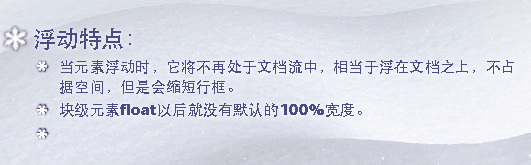 浮动特点：
当元素浮动时，它将不再处于文档流中，相当于浮在文档之上，不占
据空间，但是会缩短行框。
块级元素float以后就没有默认的100%宽度。